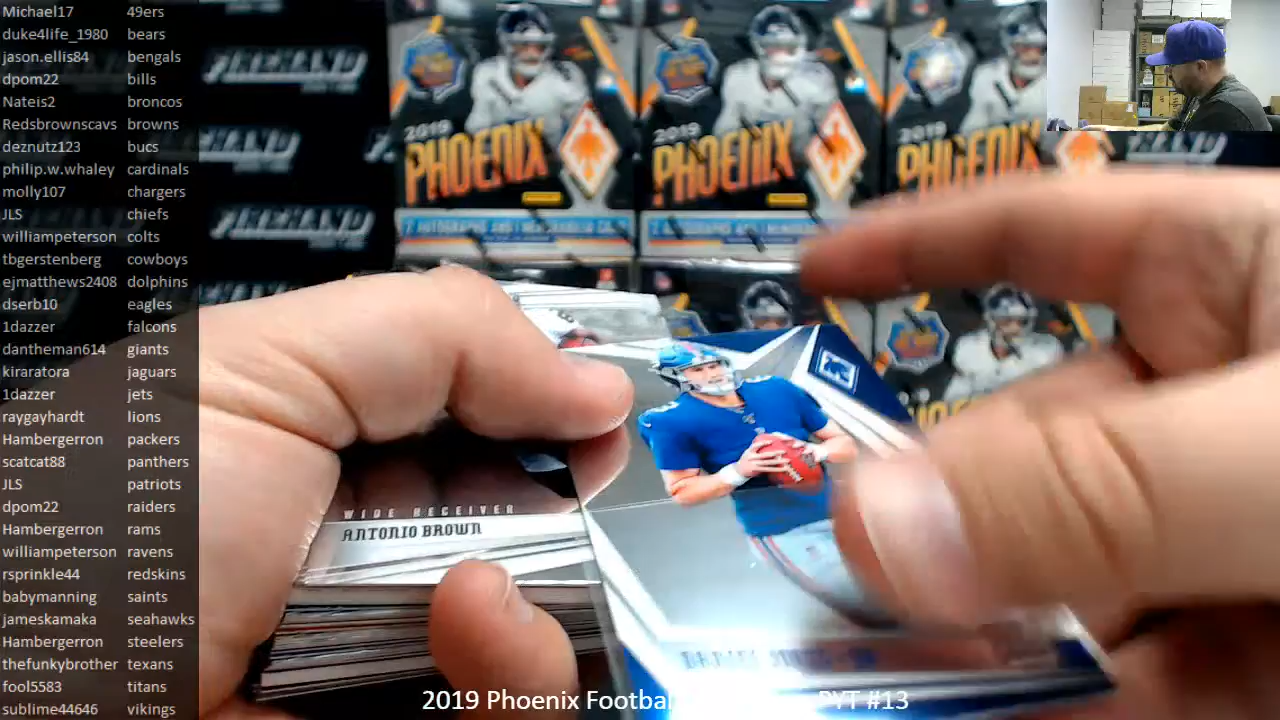 Michael17 49ers
duke4life_1980 bears
jason.ellis84 bengals
dpom22 bills
Nateis2 broncos
Redsbrownscavs browns
deznutz123 bucs
philip.w.whaley cardinals
molly107 chargers
JLS chiefs
williampeterson colts
tbgerstenberg cowboys
ejmatthews2408 dolphins
dserb10 eagles
1dazzer falcons
dantheman614 giants
kiraratora jaguars
1dazzer jets
raygayhardt lions
Hambergerron packers
scatcat88 panthers
JLS patriots
dpom22 raiders
Hambergerron rams
williampeterson ravens
rsprinkle44 redskins
babymanning saints
jameskamaka seahawks
Hambergerron steelers
thefunkybrother texans
fool5583 titans
sublime44646 vikings
2019
PHOENIX
2019
PHOENIX
2019
PHOENIX
WIDE RECEIVER
ANTONIO BROWN
2019 Phoenix Footba PYT #13